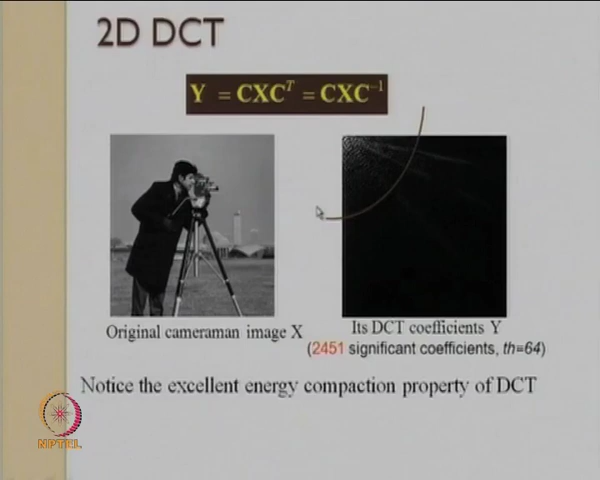 2D DCT
Y = CXCᵀ = CXC⁻¹
Original cameraman image X
Its DCT coefficients Y
(2451 significant coefficients, th=64)
Notice the excellent energy compaction property of DCT
NPTEL